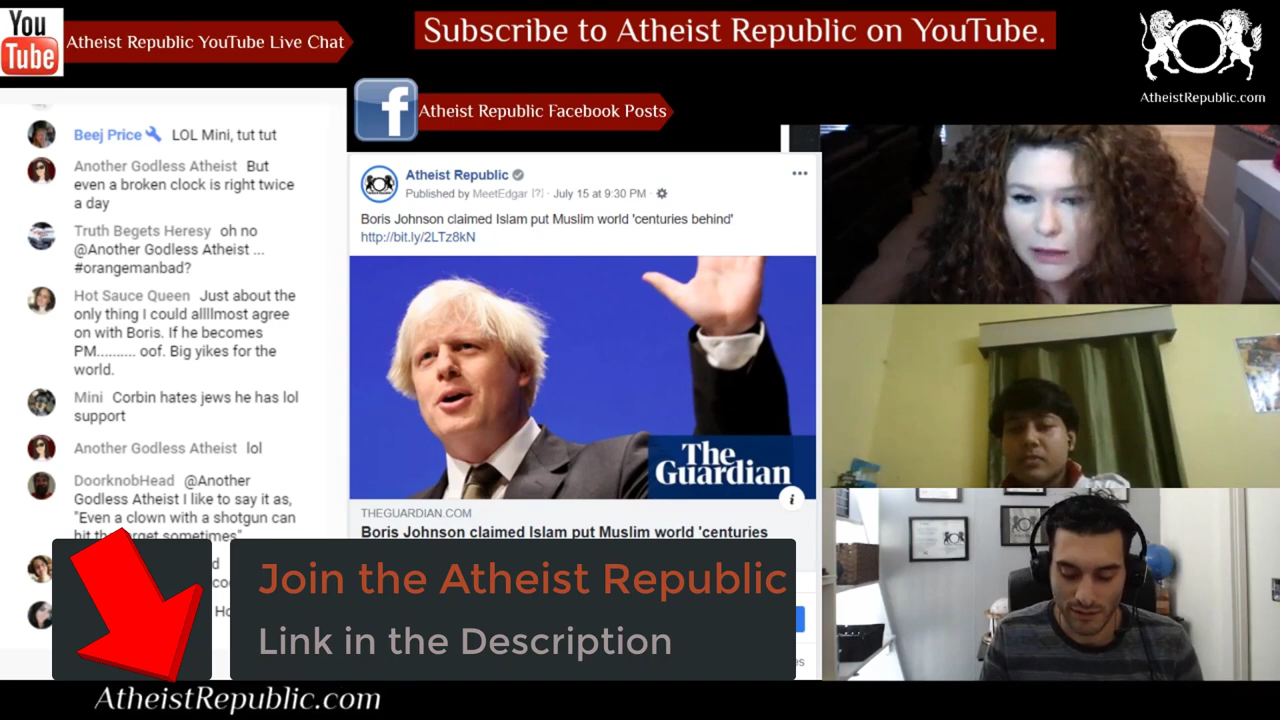 You
Tube
Atheist Republic YouTube Live Chat
Subscribe to Atheist Republic on YouTube.
AtheistRepublic.com
f
Atheist Republic Facebook Posts
Beej Price LOL Mini, tut tut
Another Godless Atheist But
even a broken clock is right twice
a day
Truth Begets Heresy oh no
@Another Godless Atheist ...
#orangemanbad?
Hot Sauce Queen Just about the
only thing I could allllmost agree
on with Boris. If he becomes
PM.......... oof. Big yikes for the
world.
Mini Corbin hates jews he has lol
support
Another Godless Atheist lol
DoorknobHead @Another
Godless Atheist I like to say it as,
"Even a clown with a shotgun can
hit sometimes"
Atheist Republic
Published by MeetEdgar [?] · July 15 at 9:30 PM ·
Boris Johnson claimed Islam put Muslim world 'centuries behind'
http://bit.ly/2LTz8kN
The
Guardian
i
THEGUARDIAN.COM
Boris Johnson claimed Islam put Muslim world 'centuries
Join the Atheist Republic
Link in the Description
AtheistRepublic.com